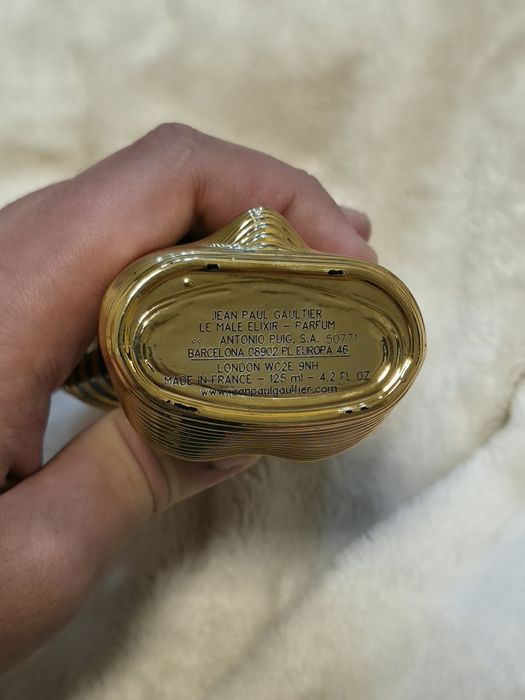 JEAN PAUL GAULTIER
LE MALE ELIXIR – PARFUM
ANTONIO PUIG, S.A. 50771
BARCELONA 08902 PL EUROPA 46
LONDON WC2E 9NH
MADE IN FRANCE – 125 ml – 4.2 FL OZ
www.jeanpaulgaultier.com